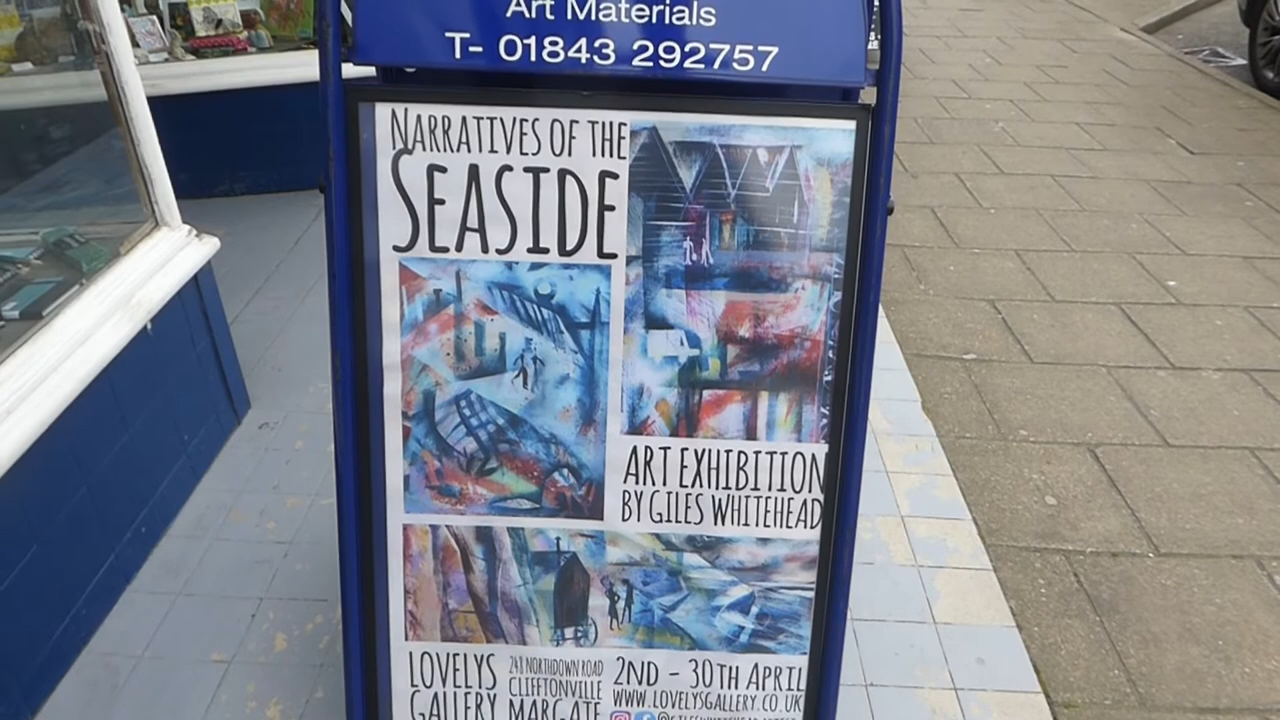 Art Materials
T- 01843 292757
NARRATIVES OF THE
SEASIDE
ART EXHIBITION
BY GILES WHITEHEAD
LOVELYS
GALLERY
248 NORTHDOWN ROAD
CLIFFTONVILLE
MARGATE
2ND - 30TH APRIL
WWW.LOVELYSGALLERY.CO.UK